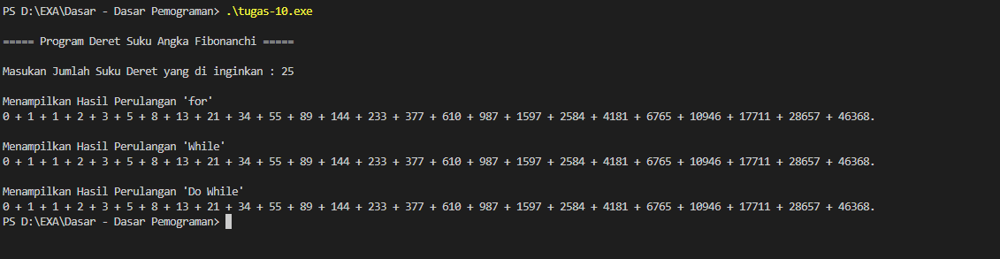 PS D:\EXA\Dasar - Dasar Pemograman> .\tugas-10.exe
===== Program Deret Suku Angka Fibonanchi =====
Masukan Jumlah Suku Deret yang di inginkan : 25
Menampilkan Hasil Perulangan 'for'
0 + 1 + 1 + 2 + 3 + 5 + 8 + 13 + 21 + 34 + 55 + 89 + 144 + 233 + 377 + 610 + 987 + 1597 + 2584 + 4181 + 6765 + 10946 + 17711 + 28657 + 46368.
Menampilkan Hasil Perulangan 'While'
0 + 1 + 1 + 2 + 3 + 5 + 8 + 13 + 21 + 34 + 55 + 89 + 144 + 233 + 377 + 610 + 987 + 1597 + 2584 + 4181 + 6765 + 10946 + 17711 + 28657 + 46368.
Menampilkan Hasil Perulangan 'Do While'
0 + 1 + 1 + 2 + 3 + 5 + 8 + 13 + 21 + 34 + 55 + 89 + 144 + 233 + 377 + 610 + 987 + 1597 + 2584 + 4181 + 6765 + 10946 + 17711 + 28657 + 46368.
PS D:\EXA\Dasar - Dasar Pemograman>